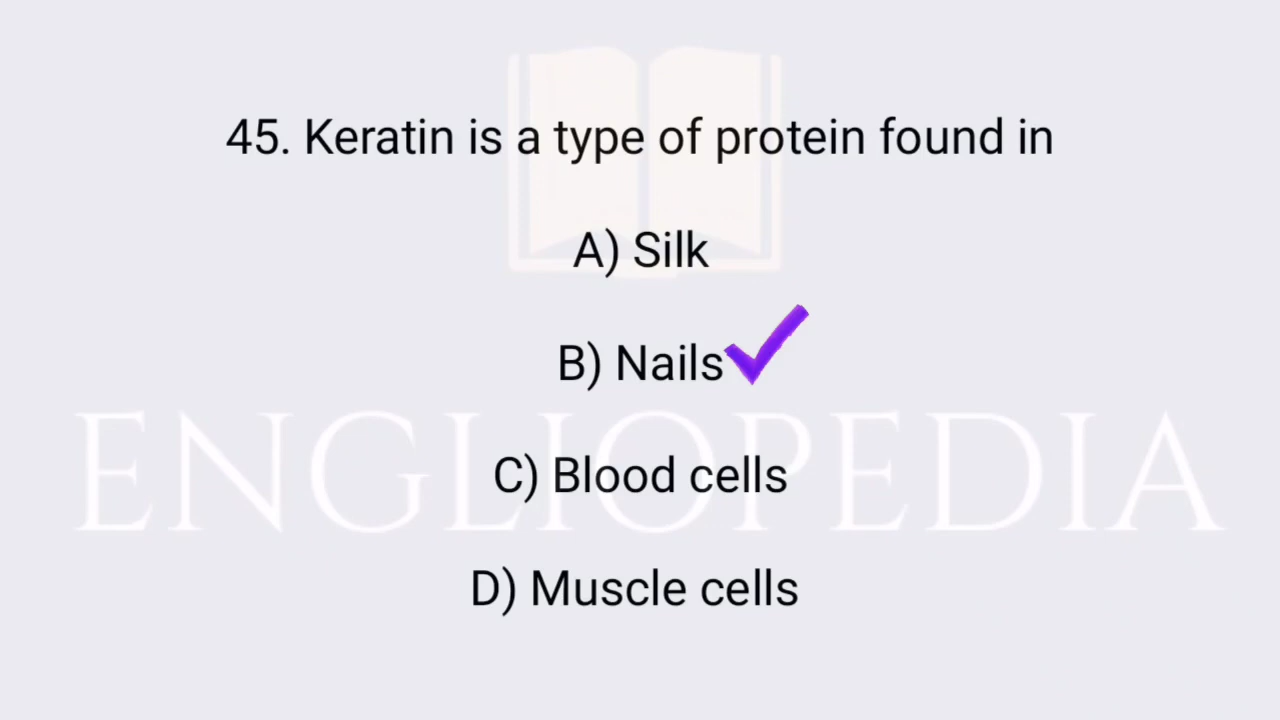 45. Keratin is a type of protein found in
A) Silk
B) Nails
C) Blood cells
ENGLIOPEDIA
D) Muscle cells